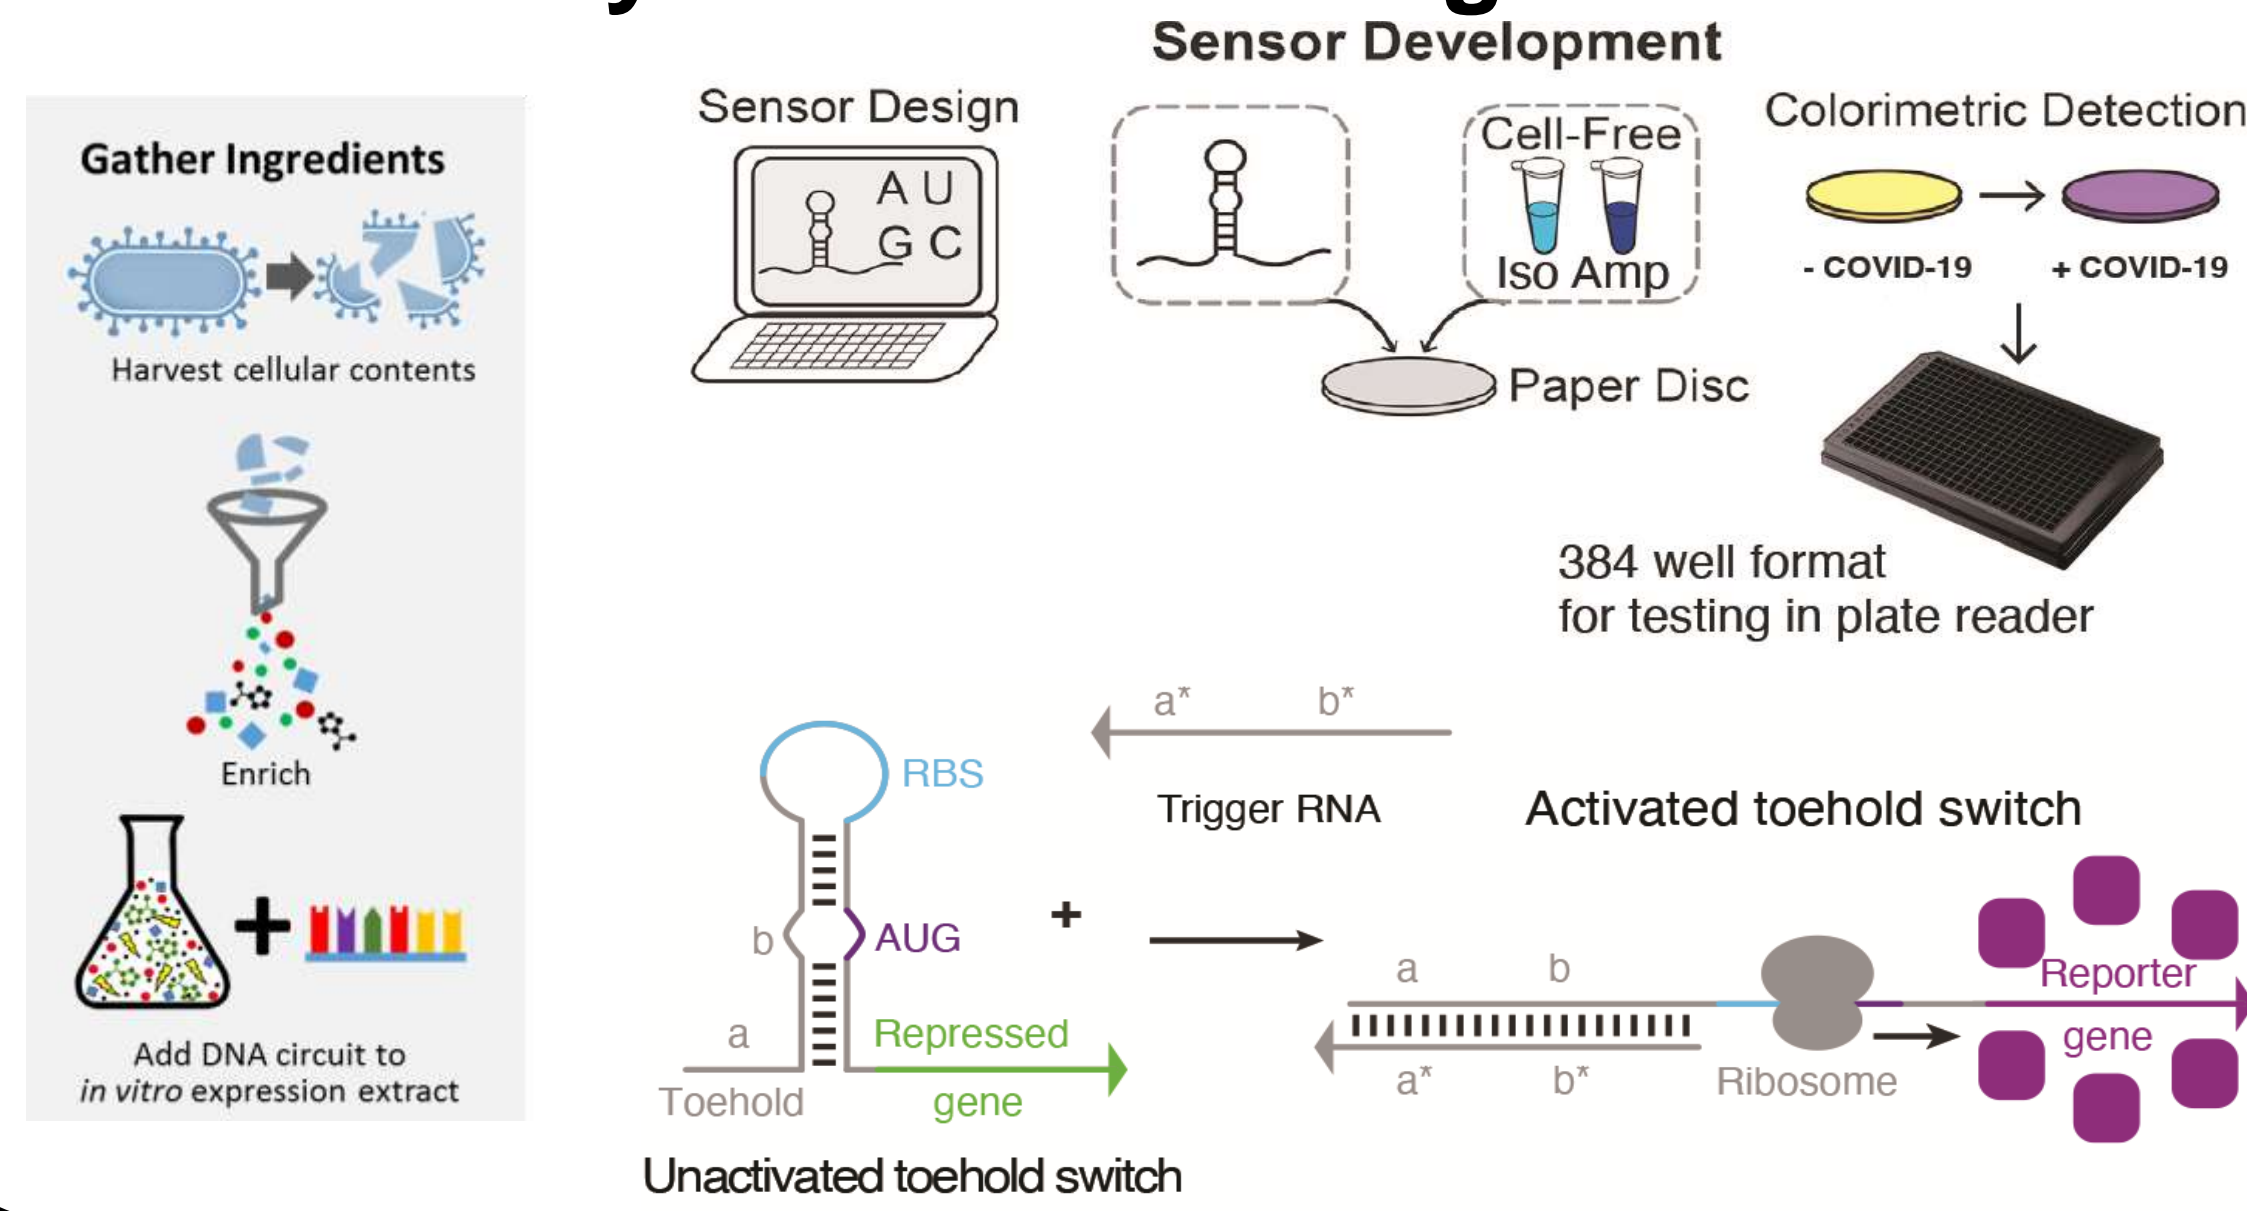 Sensor Development
Gather Ingredients
Harvest cellular contents
Enrich
Add DNA circuit to
in vitro expression extract
Sensor Design
A U
G C
Cell-Free
Iso Amp
Paper Disc
Colorimetric Detection
- COVID-19
+ COVID-19
384 well format
for testing in plate reader
RBS
b
AUG
a
Toehold
Repressed
gene
Unactivated toehold switch
a* b*
Trigger RNA
+
Activated toehold switch
a b
a* b*
Ribosome
Reporter
gene